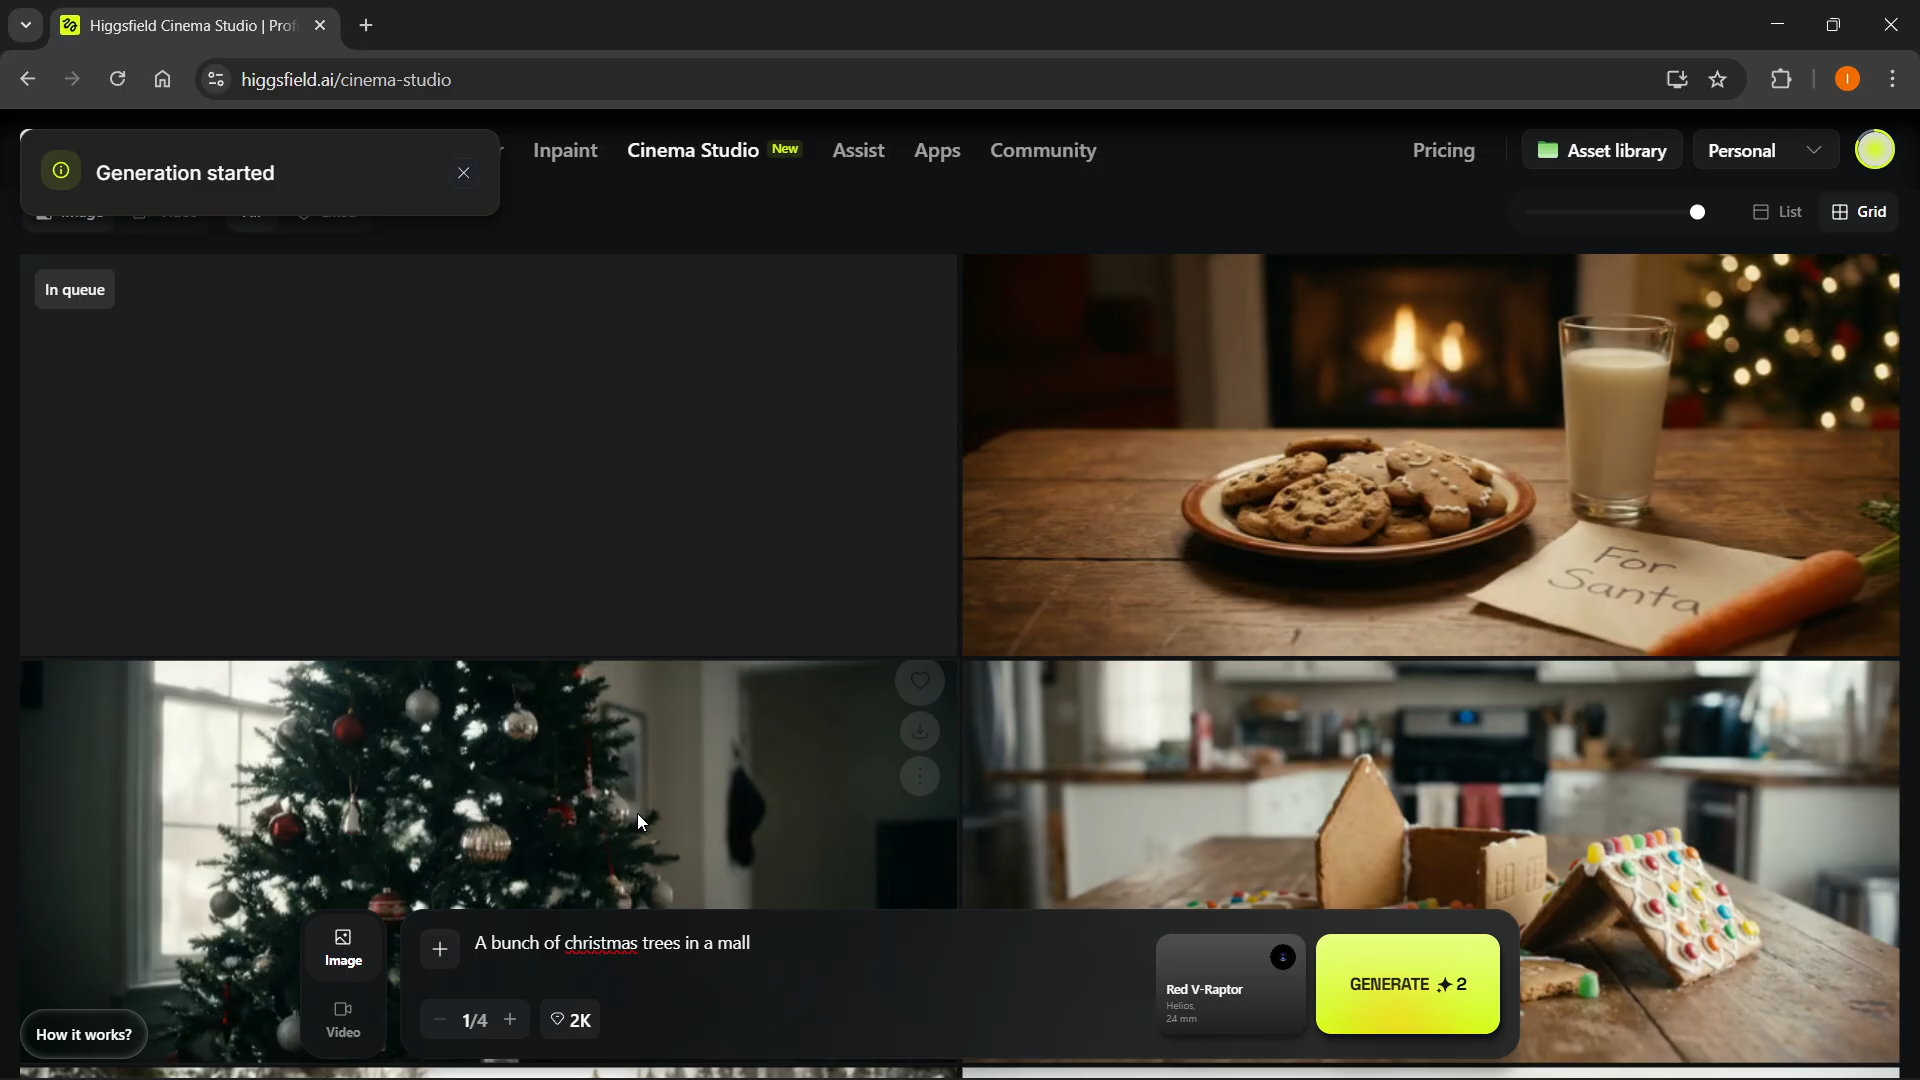 Higgsfield Cinema Studio | Prof
higgsfield.ai/cinema-studio
I
Generation started
Inpaint
Cinema Studio New
Assist
Apps
Community
Pricing
Asset library
Personal
List
Grid
In queue
For
Santa
Image
Video
A bunch of christmas trees in a mall
1/4
2K
Red V-Raptor
Helios,
24 mm
GENERATE 2
How it works?